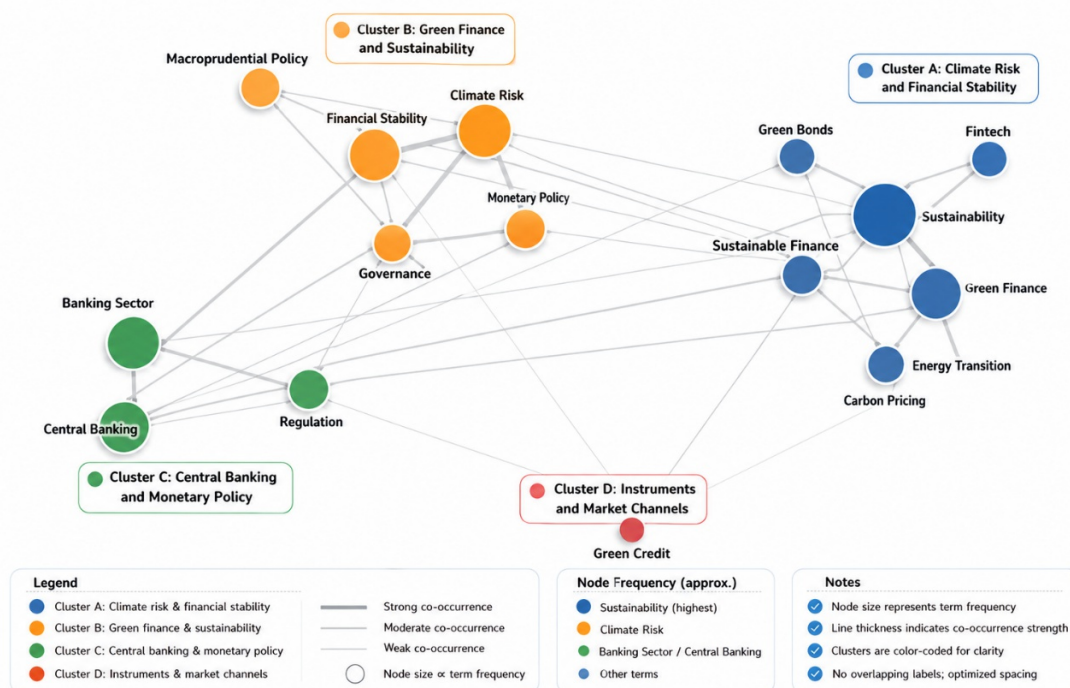 Cluster B: Green Finance
and Sustainability
Macroprudential Policy
Cluster A: Climate Risk
and Financial Stability
Climate Risk
Financial Stability
Green Bonds
Fintech
Monetary Policy
Sustainability
Sustainable Finance
Governance
Green Finance
Banking Sector
Energy Transition
Carbon Pricing
Regulation
Central Banking
Cluster C: Central Banking
and Monetary Policy
Cluster D: Instruments
and Market Channels
Green Credit
Legend
Cluster A: Climate risk & financial stability
Cluster B: Green finance & sustainability
Cluster C: Central banking & monetary policy
Cluster D: Instruments & market channels
Strong co-occurrence
Moderate co-occurrence
Weak co-occurrence
Node size ∝ term frequency
Node Frequency (approx.)
Sustainability (highest)
Climate Risk
Banking Sector / Central Banking
Other terms
Notes
Node size represents term frequency
Line thickness indicates co-occurrence strength
Clusters are color-coded for clarity
No overlapping labels; optimized spacing